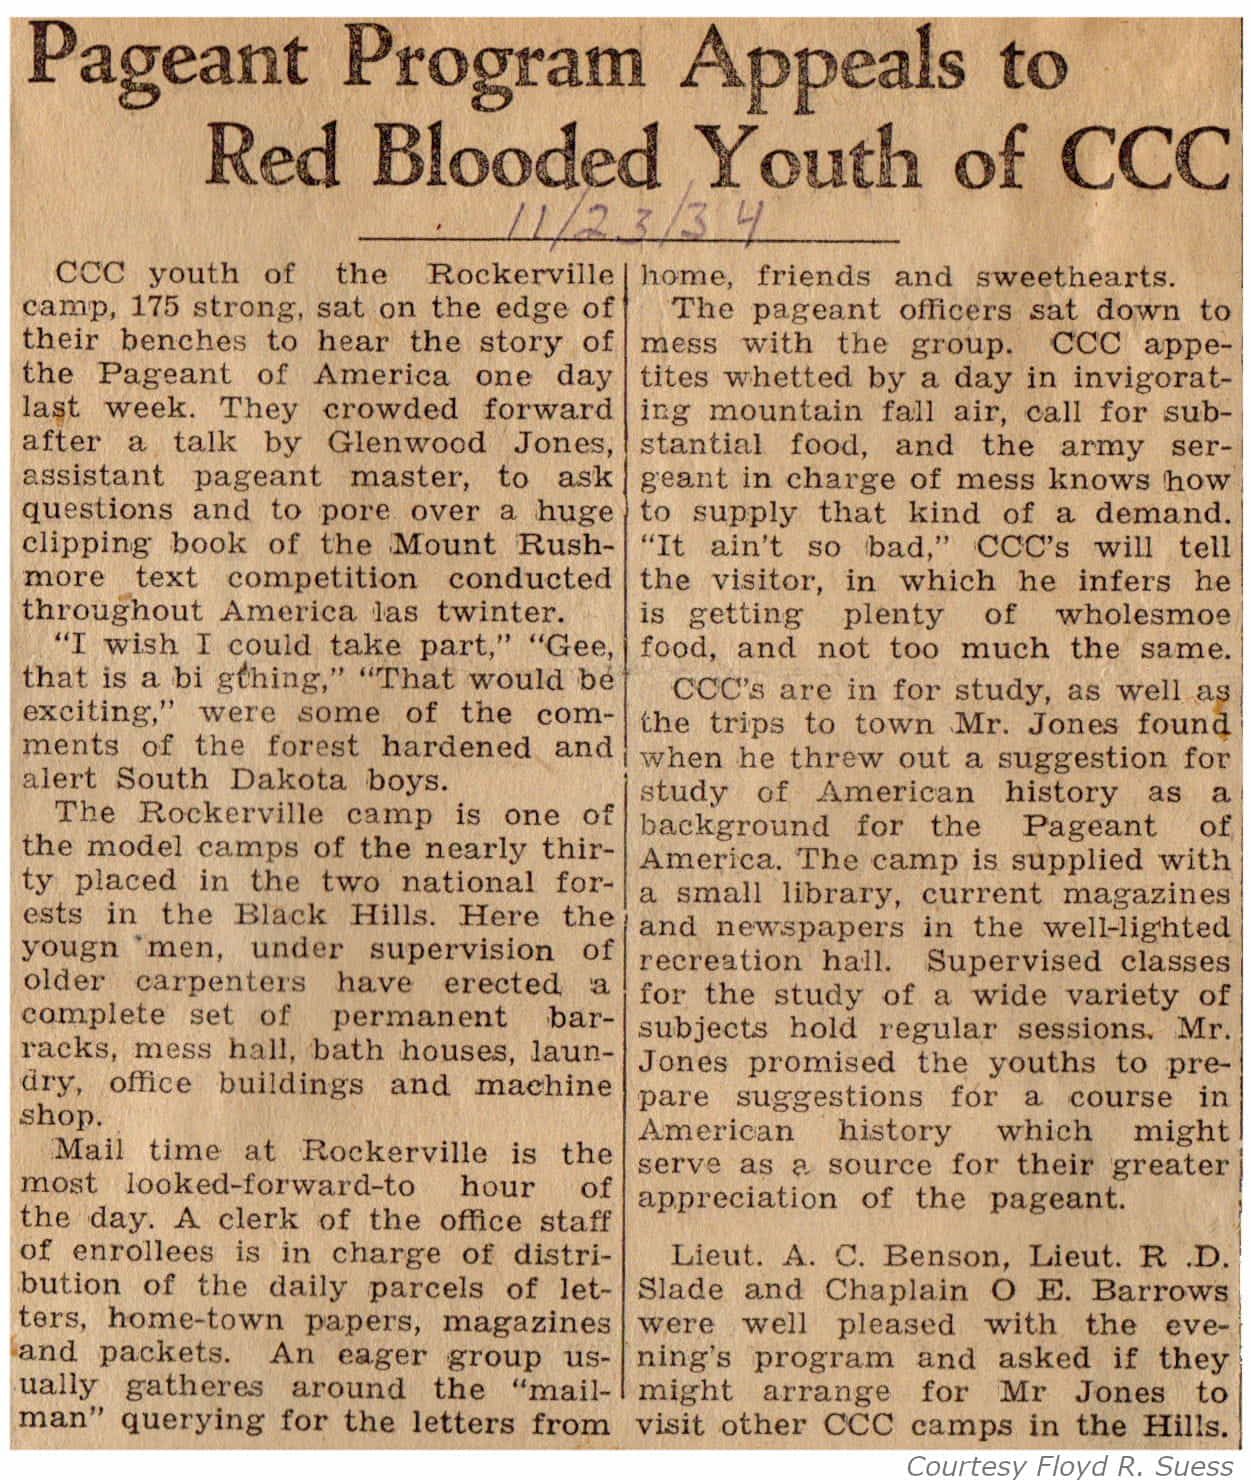 Pageant Program Appeals to
Red Blooded Youth of CCC
11/23/34
CCC youth of the Rockerville
camp, 175 strong, sat on the edge of
their benches to hear the story of
the Pageant of America one day
last week. They crowded forward
after a talk by Glenwood Jones,
assistant pageant master, to ask
questions and to pore over a huge
clipping book of the Mount Rush-
more text competition conducted
throughout America las twinter.
"I wish I could take part," "Gee,
that is a bi gthing," "That would be
exciting," were some of the com-
ments of the forest hardened and
alert South Dakota boys.
The Rockerville camp is one of
the model camps of the nearly thir-
ty placed in the two national for-
ests in the Black Hills. Here the
yougn men, under supervision of
older carpenters have erected a
complete set of permanent bar-
racks, mess hall, bath houses, laun-
dry, office buildings and machine
shop.
Mail time at Rockerville is the
most looked-forward-to hour of
the day. A clerk of the office staff
of enrollees is in charge of distri-
bution of the daily parcels of let-
ters, home-town papers, magazines
and packets. An eager group us-
ually gatheres around the "mail-
man" querying for the letters from
home, friends and sweethearts.
The pageant officers sat down to
mess with the group. CCC appe-
tites whetted by a day in invigorat-
ing mountain fall air, call for sub-
stantial food, and the army ser-
geant in charge of mess knows how
to supply that kind of a demand.
"It ain't so bad," CCC's will tell
the visitor, in which he infers he
is getting plenty of wholesmoe
food, and not too much the same.
CCC's are in for study, as well as
the trips to town Mr. Jones found
when he threw out a suggestion for
study of American history as a
background for the Pageant of
America. The camp is supplied with
a small library, current magazines
and newspapers in the well-lighted
recreation hall. Supervised classes
for the study of a wide variety of
subjects hold regular sessions. Mr.
Jones promised the youths to pre-
pare suggestions for a course in
American history which might
serve as a source for their greater
appreciation of the pageant.
Lieut. A. C. Benson, Lieut. R .D.
Slade and Chaplain O E. Barrows
were well pleased with the eve-
ning's program and asked if they
might arrange for Mr Jones to
visit other CCC camps in the Hills.
Courtesy Floyd R. Suess